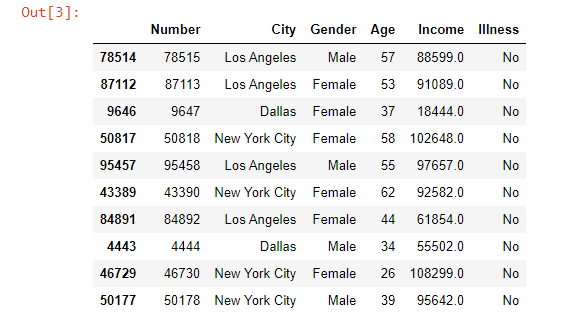 Out[3]:
Number City Gender Age Income Illness
78514 78515 Los Angeles Male 57 88599.0 No
87112 87113 Los Angeles Female 53 91089.0 No
9646 9647 Dallas Female 37 18444.0 No
50817 50818 New York City Female 58 102648.0 No
95457 95458 Los Angeles Male 55 97657.0 No
43389 43390 New York City Female 62 92582.0 No
84891 84892 Los Angeles Female 44 61854.0 No
4443 4444 Dallas Male 34 55502.0 No
46729 46730 New York City Female 26 108299.0 No
50177 50178 New York City Male 39 95642.0 No